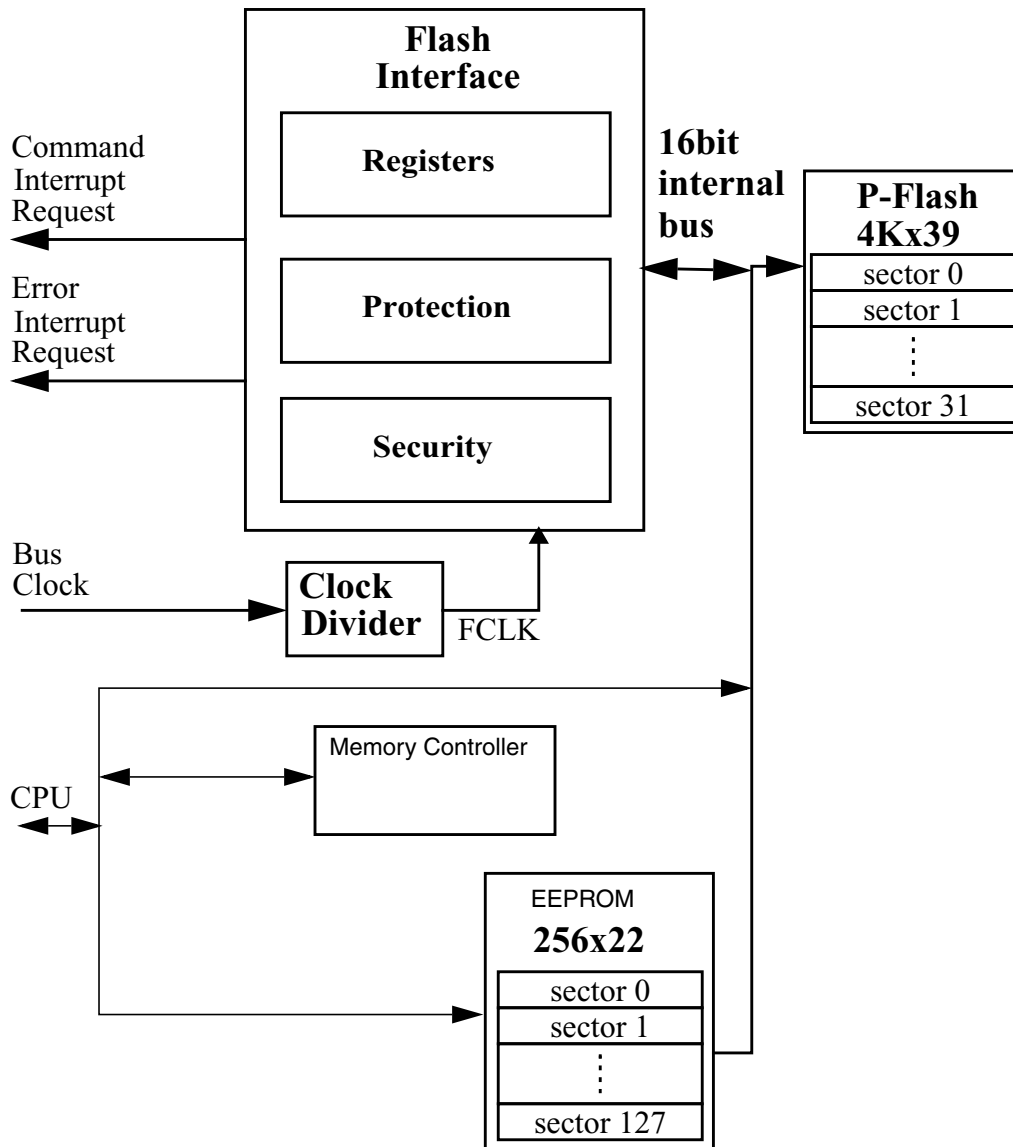 Flash
Interface
Registers
Protection
Security
Command
Interrupt
Request
Error
Interrupt
Request
16bit
internal
bus
P-Flash
4Kx39
sector 0
sector 1
sector 31
Bus
Clock
Clock
Divider
FCLK
Memory Controller
CPU
EEPROM
256x22
sector 0
sector 1
sector 127